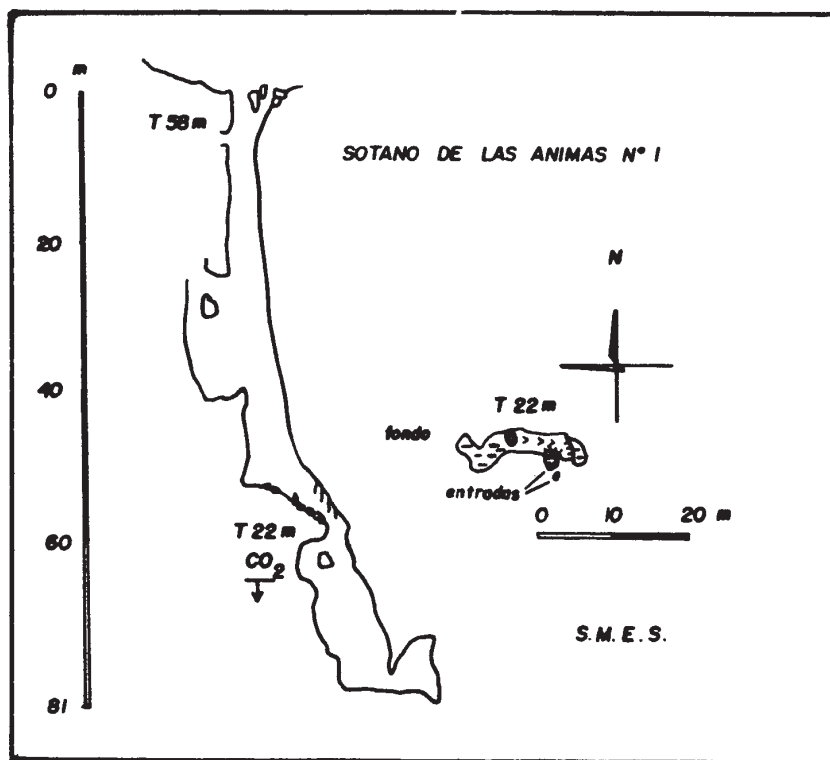 m
0
T 58 m
SOTANO DE LAS ANIMAS Nº 1
20
N
40
T 22 m
fondo
entradas
0 10 20 m
60
T 22 m
CO2
S.M.E.S.
81